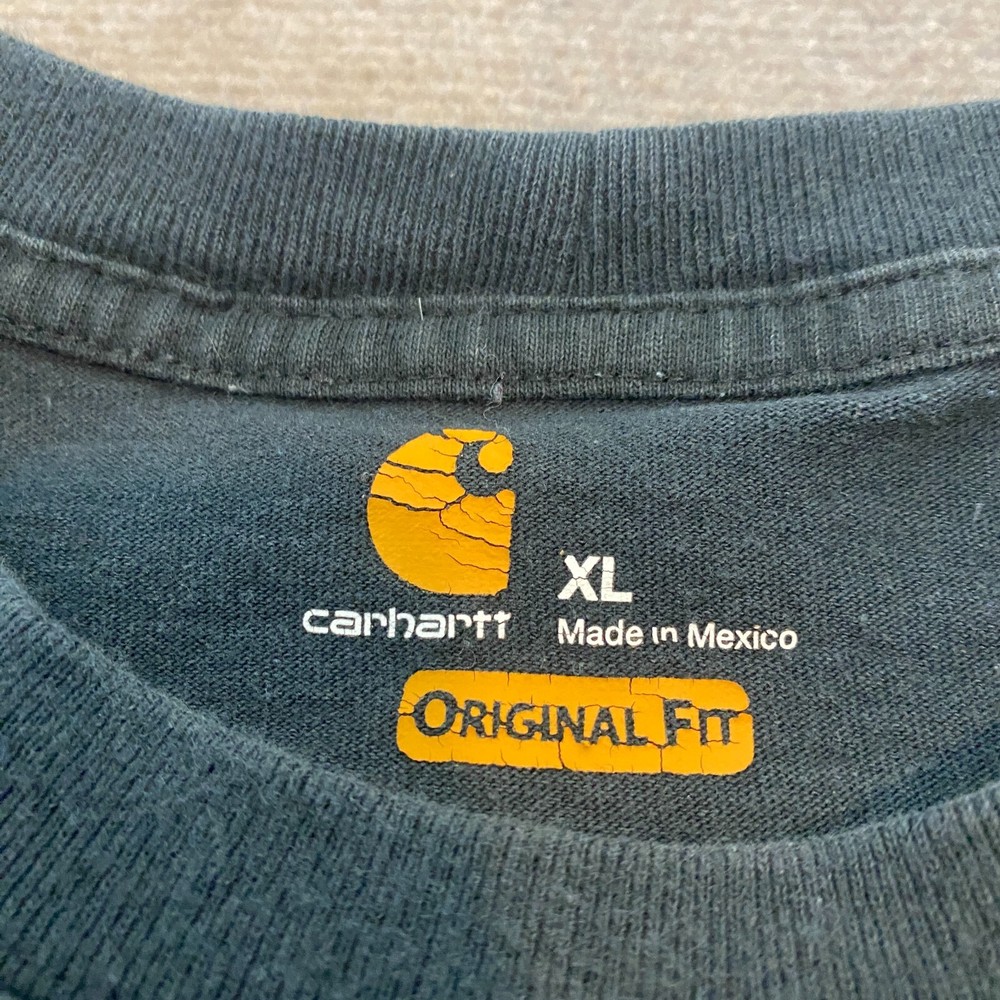 carhartt
XL
Made in Mexico
ORIGINAL FIT